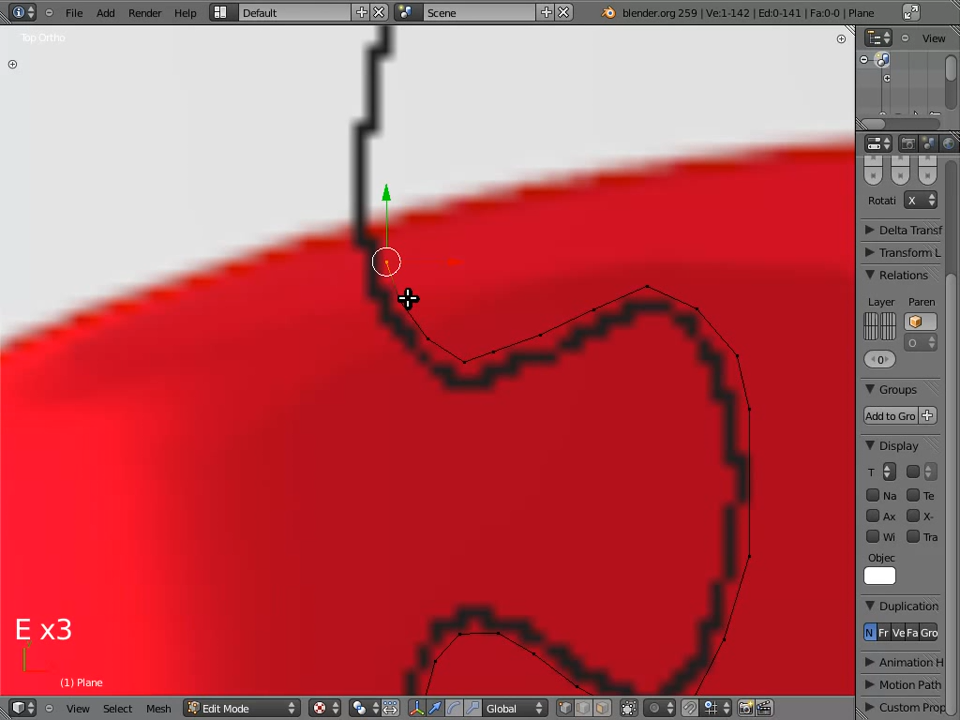 File Add Render Help Default Scene blender.org 259 | Ve:1-142 | Ed:0-141 | Fa:0-0 | Plane
Top Ortho
View
Rotati X
Delta Transf
Transform L
Relations
Layer Paren
O
0
Groups
Add to Gro
Display
T
Na Te
Ax X-
Wi Tra
Objec
Duplication
N Fr Ve Fa Gro
Animation H
Motion Path
Custom Prop
E x3
(1) Plane
View Select Mesh Edit Mode Global